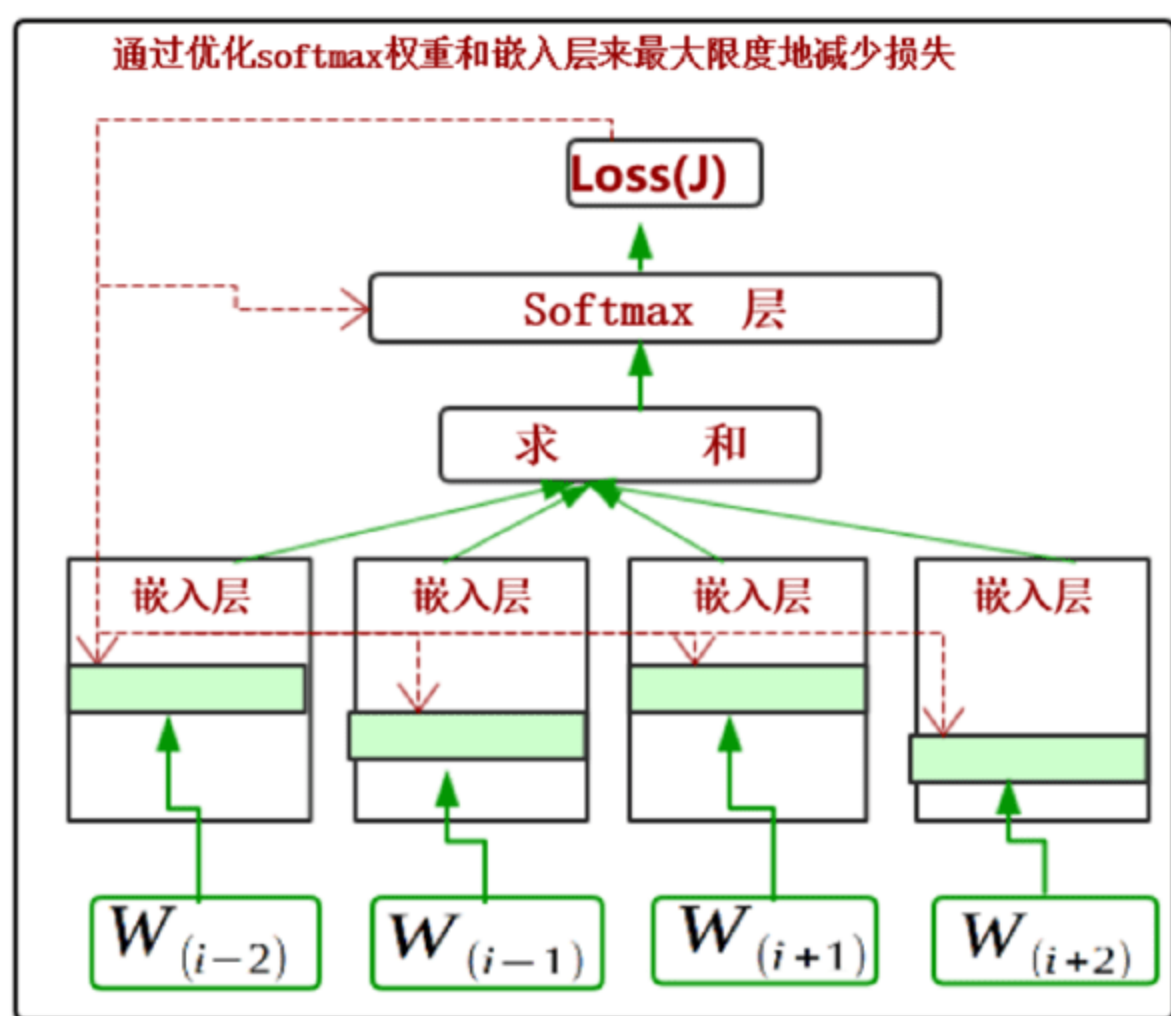 通过优化softmax权重和嵌入层来最大限度地减少损失
Loss(J)
Softmax 层
求 和
嵌入层 嵌入层 嵌入层 嵌入层
W(i-2) W(i-1) W(i+1) W(i+2)